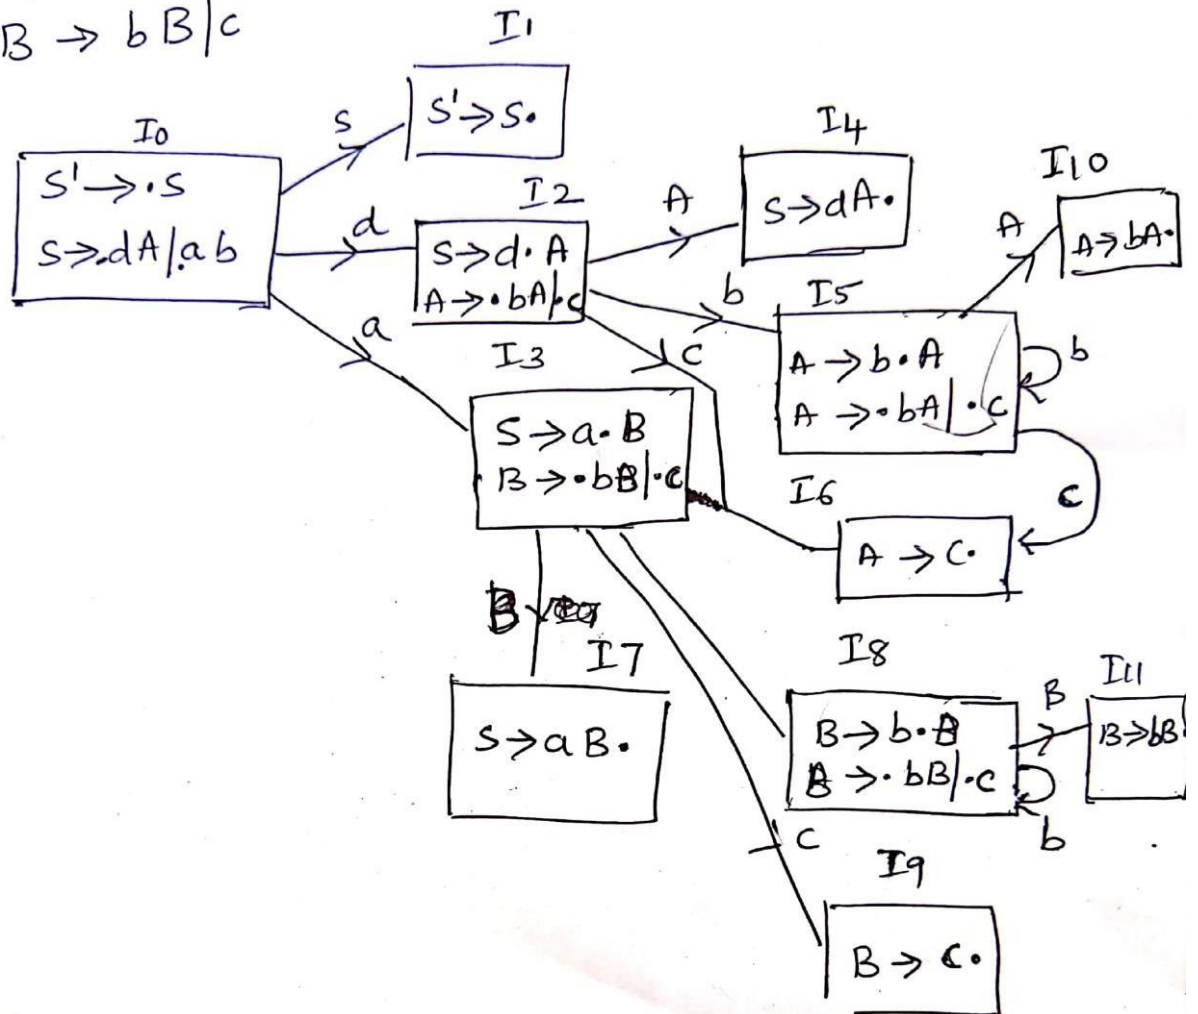 B → bB|c
I1
S'→S.
S
I0
S'→.S
S→.dA|.ab
d
a
I2
S→d.A
A→.bA|.c
A
b
c
I4
S→dA.
I10
A→bA.
A
I5
A→b.A
A→.bA|.c
b
c
I3
S→a.B
B→.bB|.c
I6
A→c.
B
I7
S→aB.
I8
B→b.B
B→.bB|.c
B
b
I11
B→bB
c
I9
B→c.